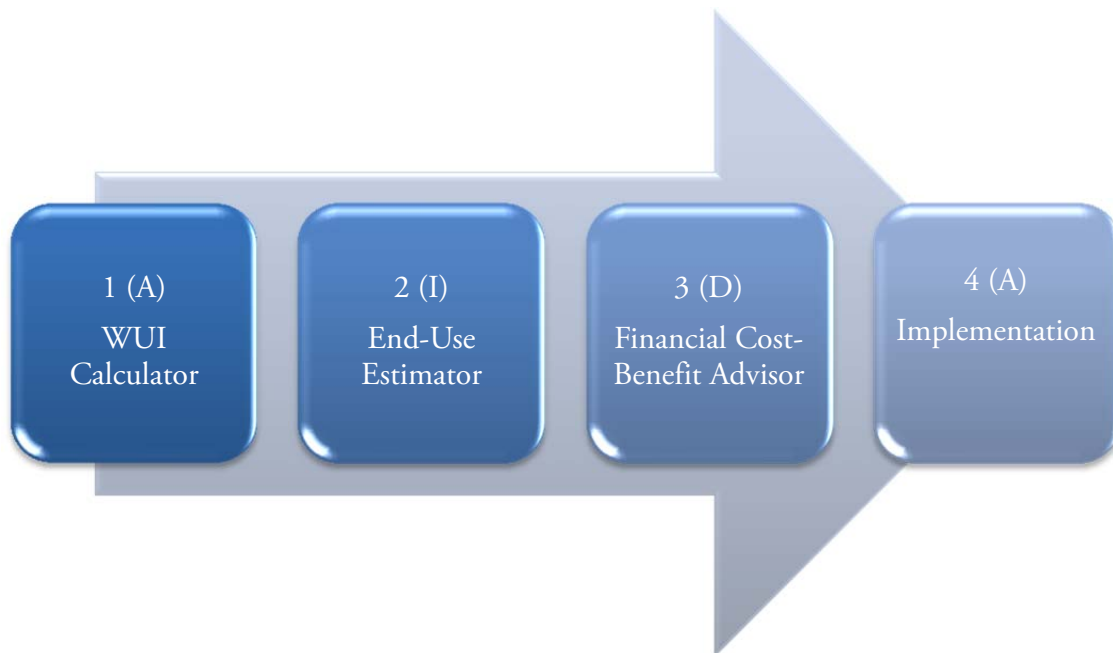 1 (A)
WUI
Calculator
2 (I)
End-Use
Estimator
3 (D)
Financial Cost-
Benefit Advisor
4 (A)
Implementation